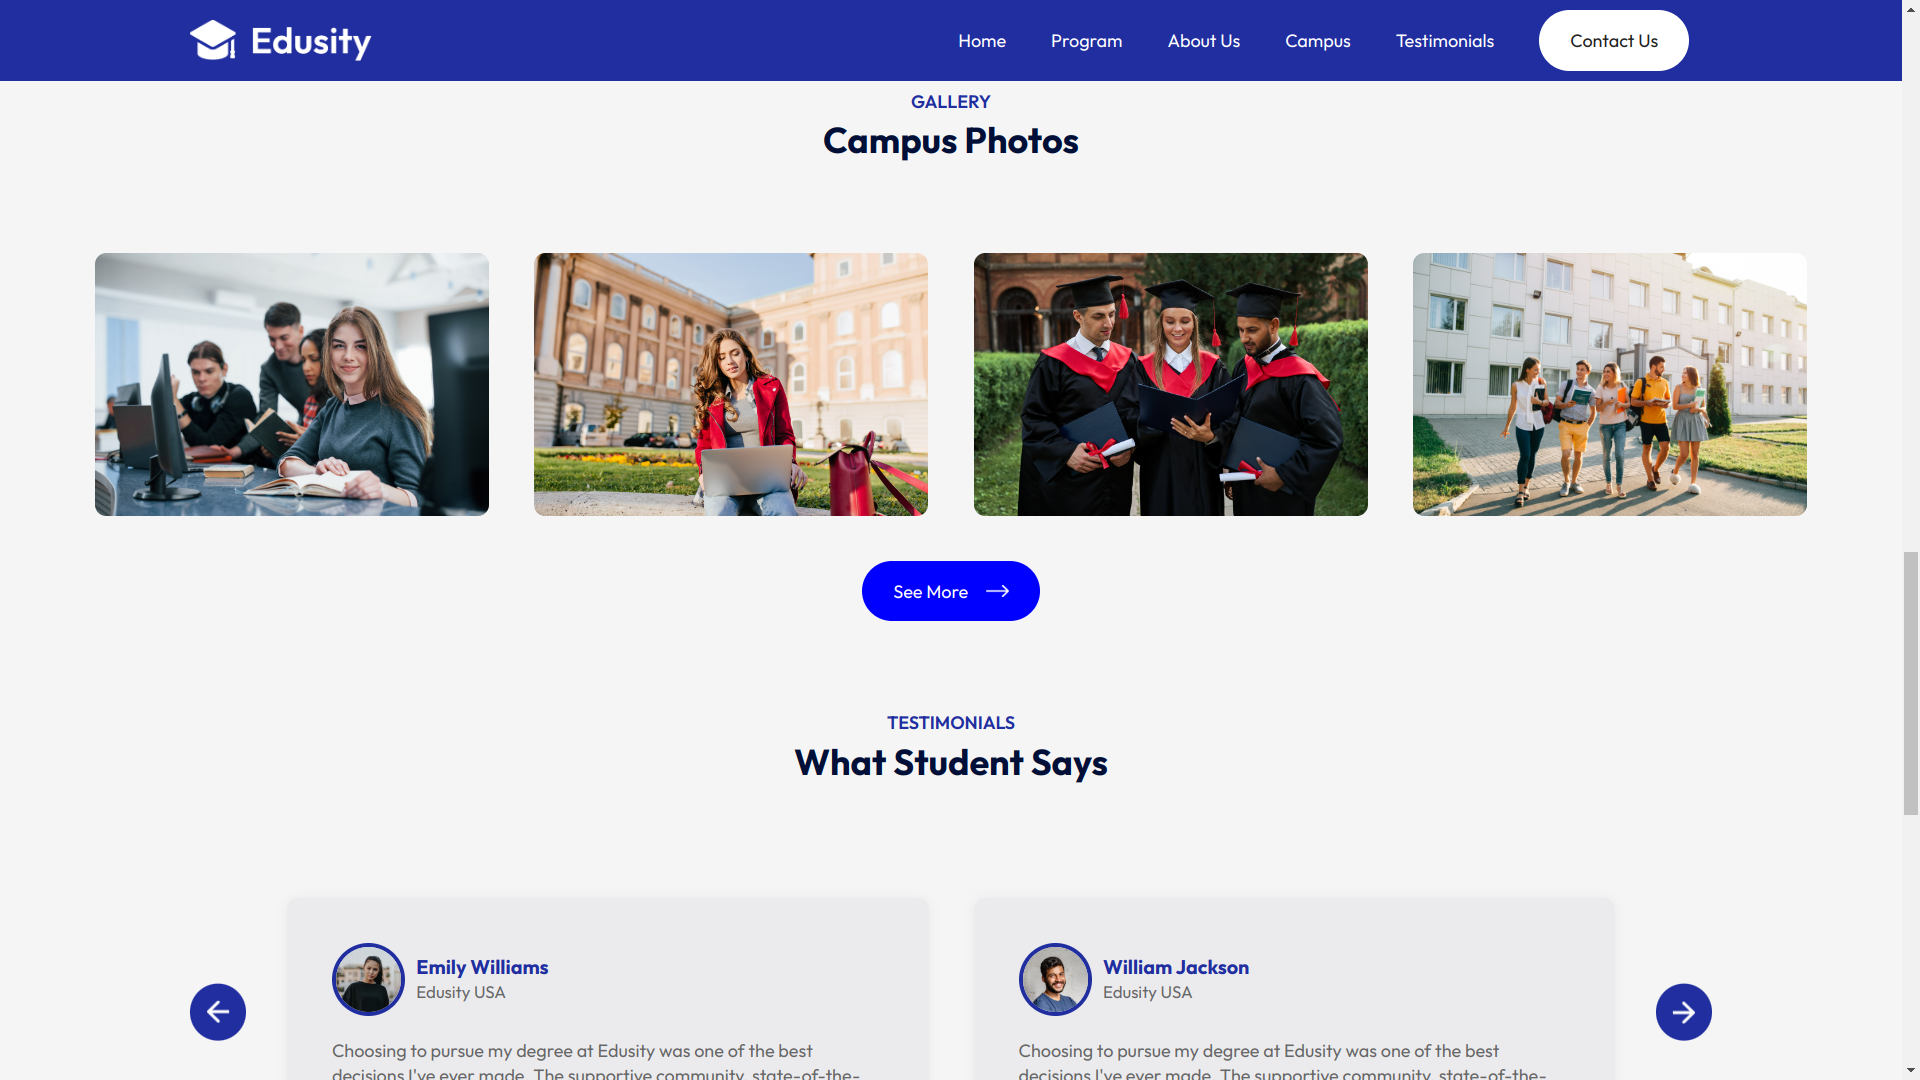 Edusity
Home Program About Us Campus Testimonials Contact Us
GALLERY
Campus Photos
See More
TESTIMONIALS
What Student Says
Emily Williams
Edusity USA
Choosing to pursue my degree at Edusity was one of the best
decisions I've ever made. The supportive community, state-of-the-
William Jackson
Edusity USA
Choosing to pursue my degree at Edusity was one of the best
decisions I've ever made. The supportive community, state-of-the-